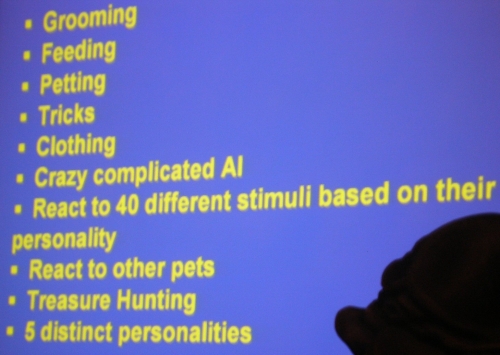 ▪ Grooming
▪ Feeding
▪ Petting
▪ Tricks
▪ Clothing
▪ Crazy complicated AI
▪ React to 40 different stimuli based on their
personality
▪ React to other pets
▪ Treasure Hunting
▪ 5 distinct personalities